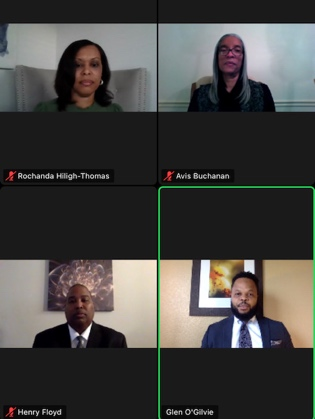 Rochanda Hiligh-Thomas
Avis Buchanan
Henry Floyd
Glen O'Gilvie